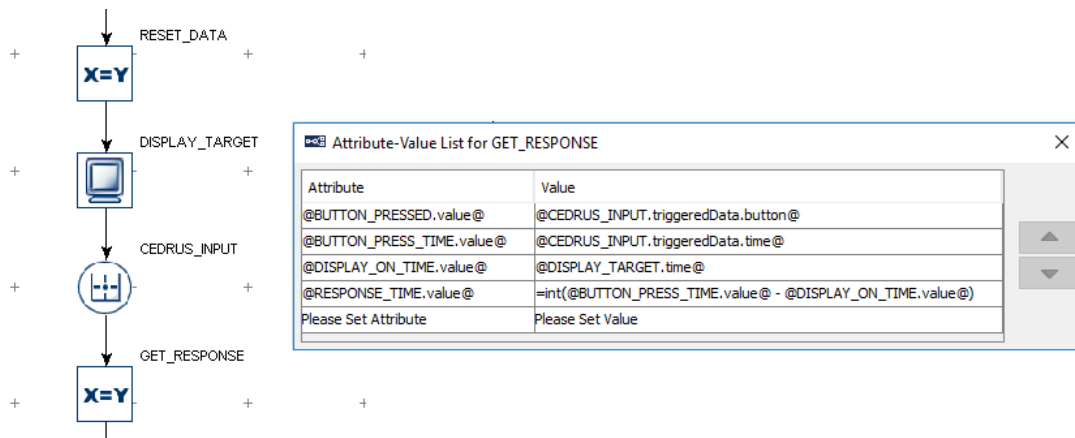 RESET_DATA
X=Y
DISPLAY_TARGET
CEDRUS_INPUT
GET_RESPONSE
X=Y
Attribute-Value List for GET_RESPONSE
Attribute Value
@BUTTON_PRESSED.value@ @CEDRUS_INPUT.triggeredData.button@
@BUTTON_PRESS_TIME.value@ @CEDRUS_INPUT.triggeredData.time@
@DISPLAY_ON_TIME.value@ @DISPLAY_TARGET.time@
@RESPONSE_TIME.value@ =int(@BUTTON_PRESS_TIME.value@ - @DISPLAY_ON_TIME.value@)
Please Set Attribute Please Set Value